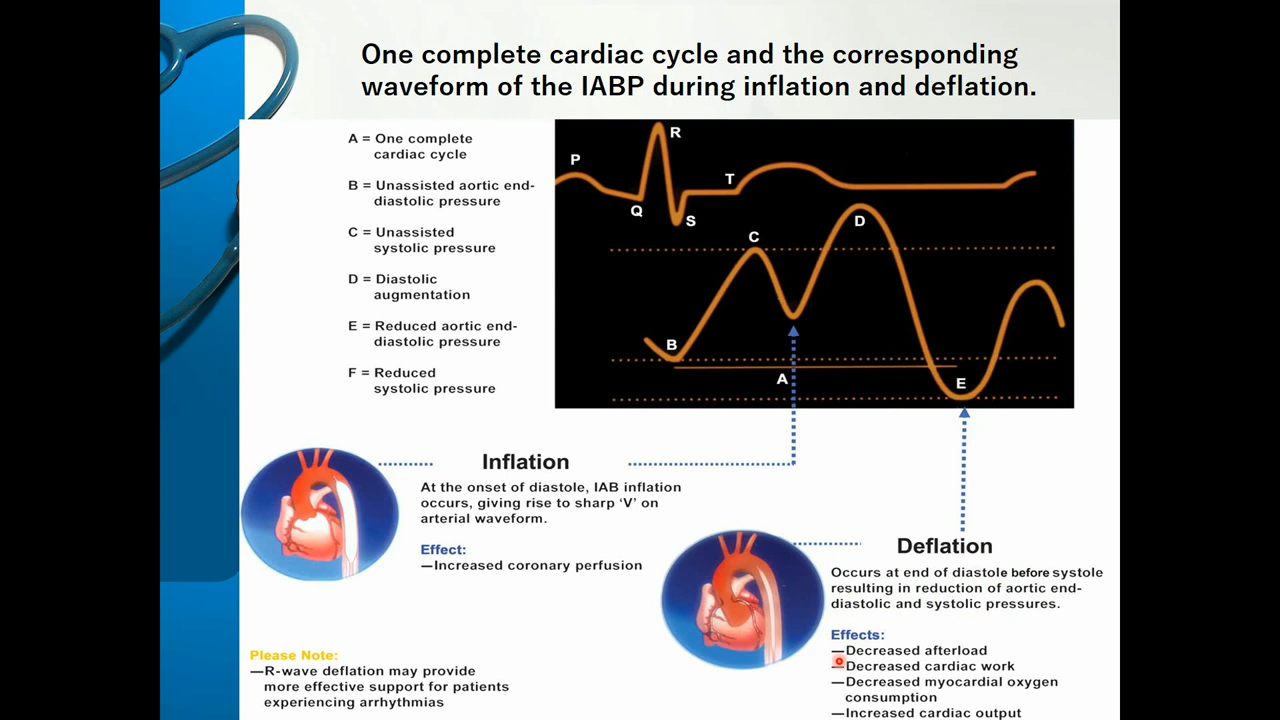 One complete cardiac cycle and the corresponding
waveform of the IABP during inflation and deflation.
A = One complete
cardiac cycle
B = Unassisted aortic end-
diastolic pressure
C = Unassisted
systolic pressure
D = Diastolic
augmentation
E = Reduced aortic end-
diastolic pressure
F = Reduced
systolic pressure
P
R
Q
S
T
C
D
B
A
E
Inflation
At the onset of diastole, IAB inflation
occurs, giving rise to sharp ‘V’ on
arterial waveform.
Effect:
—Increased coronary perfusion
Deflation
Occurs at end of diastole before systole
resulting in reduction of aortic end-
diastolic and systolic pressures.
Effects:
—Decreased afterload
—Decreased cardiac work
—Decreased myocardial oxygen
consumption
—Increased cardiac output
Please Note:
—R-wave deflation may provide
more effective support for patients
experiencing arrhythmias